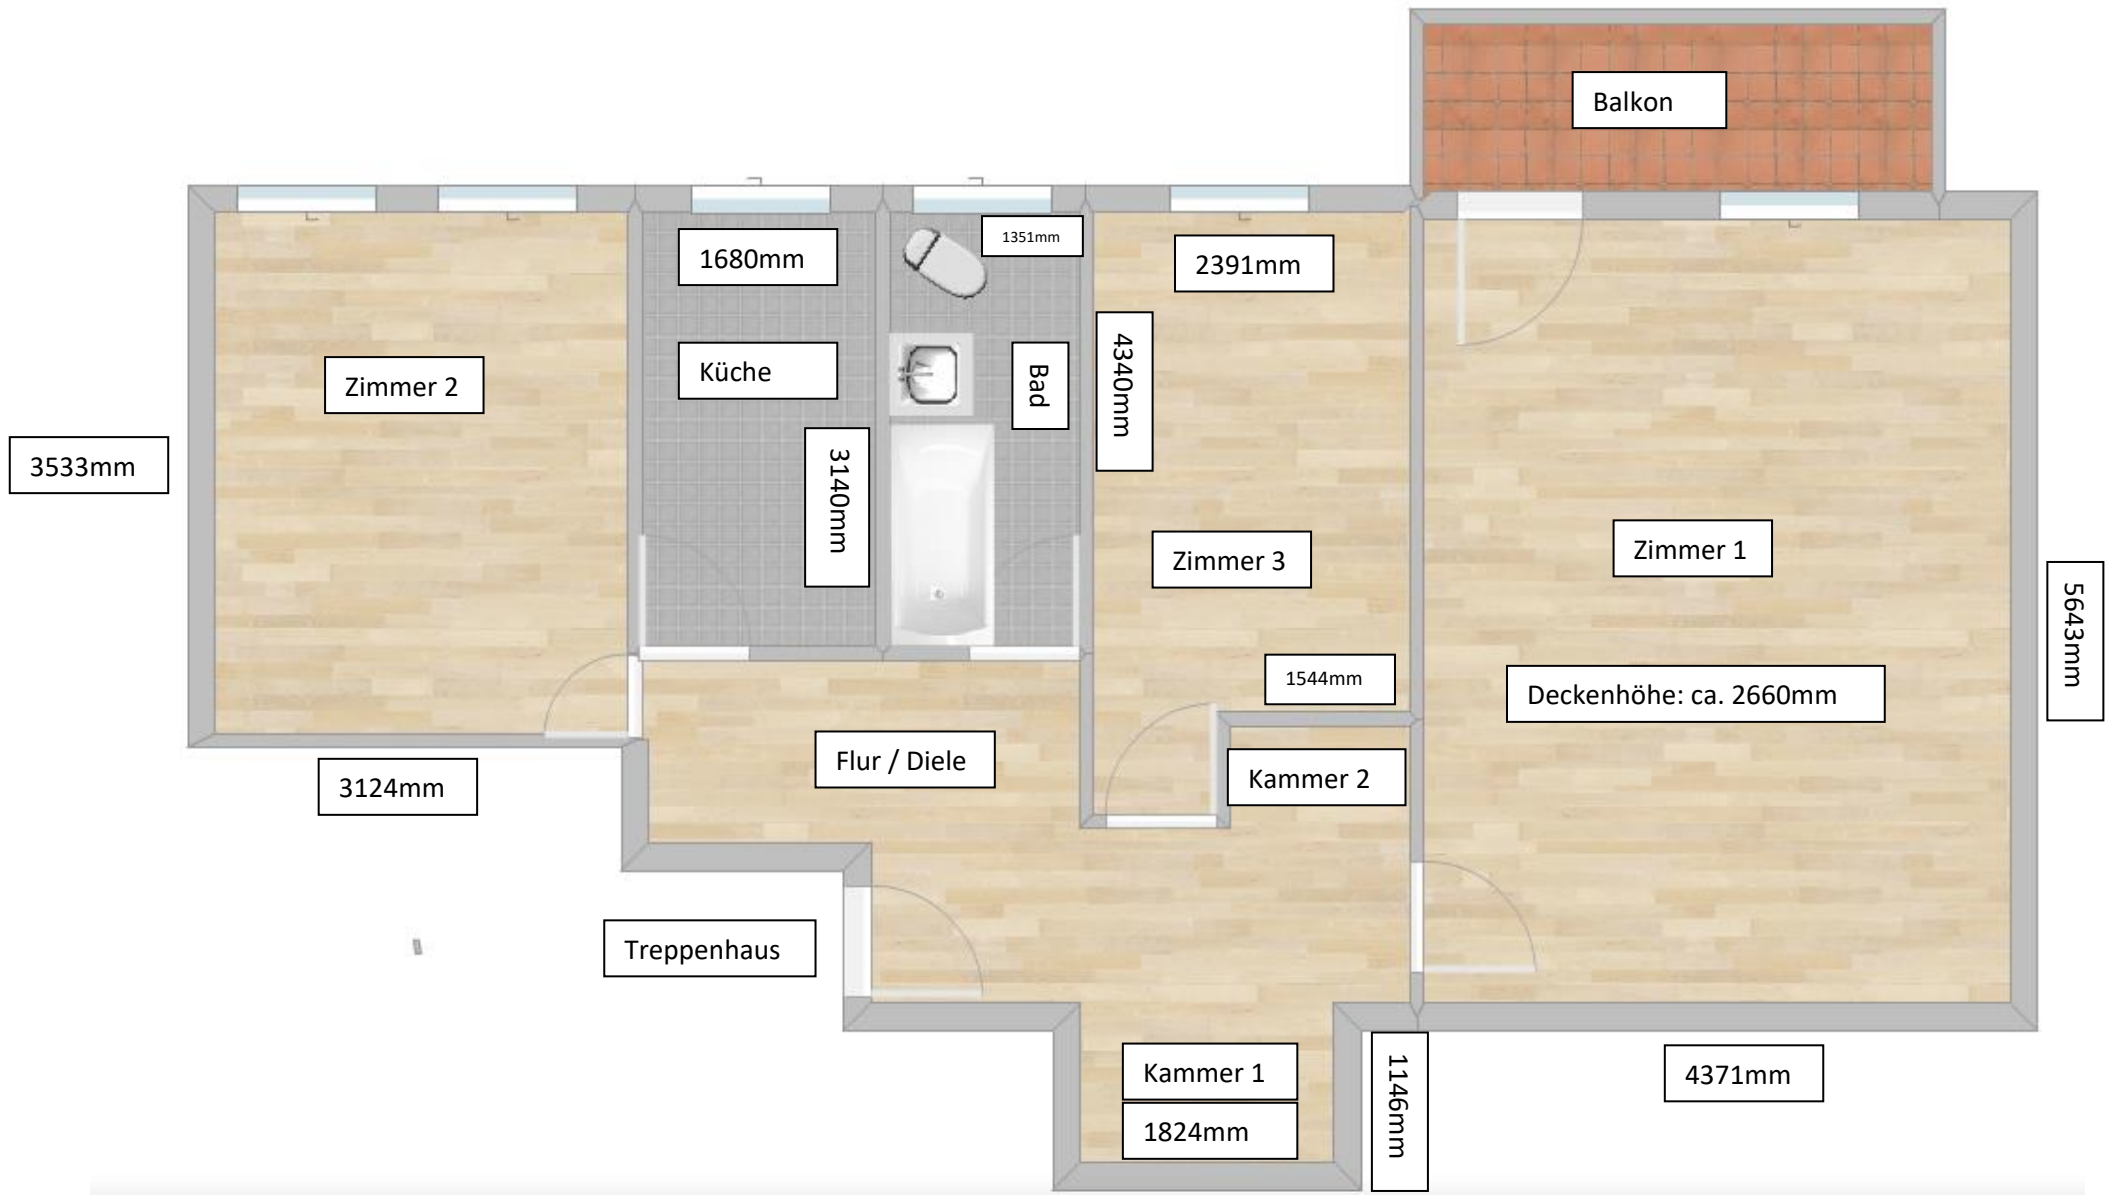 Balkon
1680mm
1351mm
2391mm
Zimmer 2
Küche
Bad
4340mm
3533mm
3140mm
Zimmer 3
Zimmer 1
5643mm
1544mm
Deckenhöhe: ca. 2660mm
3124mm
Flur / Diele
Kammer 2
Treppenhaus
Kammer 1
1824mm
1146mm
4371mm